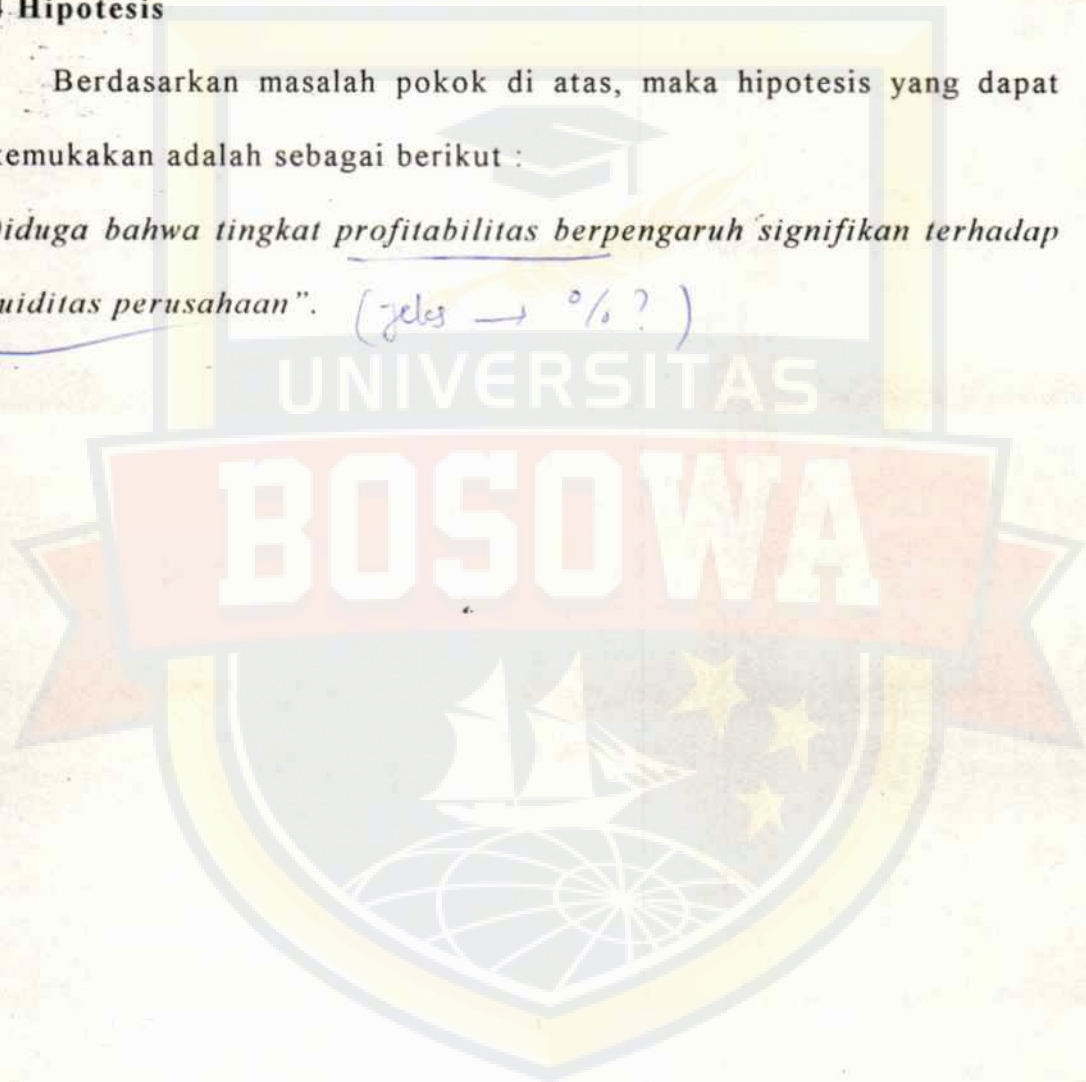 Hipotesis
Berdasarkan masalah pokok di atas, maka hipotesis yang dapat
kemukakan adalah sebagai berikut :
iduga bahwa tingkat profitabilitas berpengaruh signifikan terhadap
uiditas perusahaan". (jelas → % ? )
UNIVERSITAS
BOSOWA